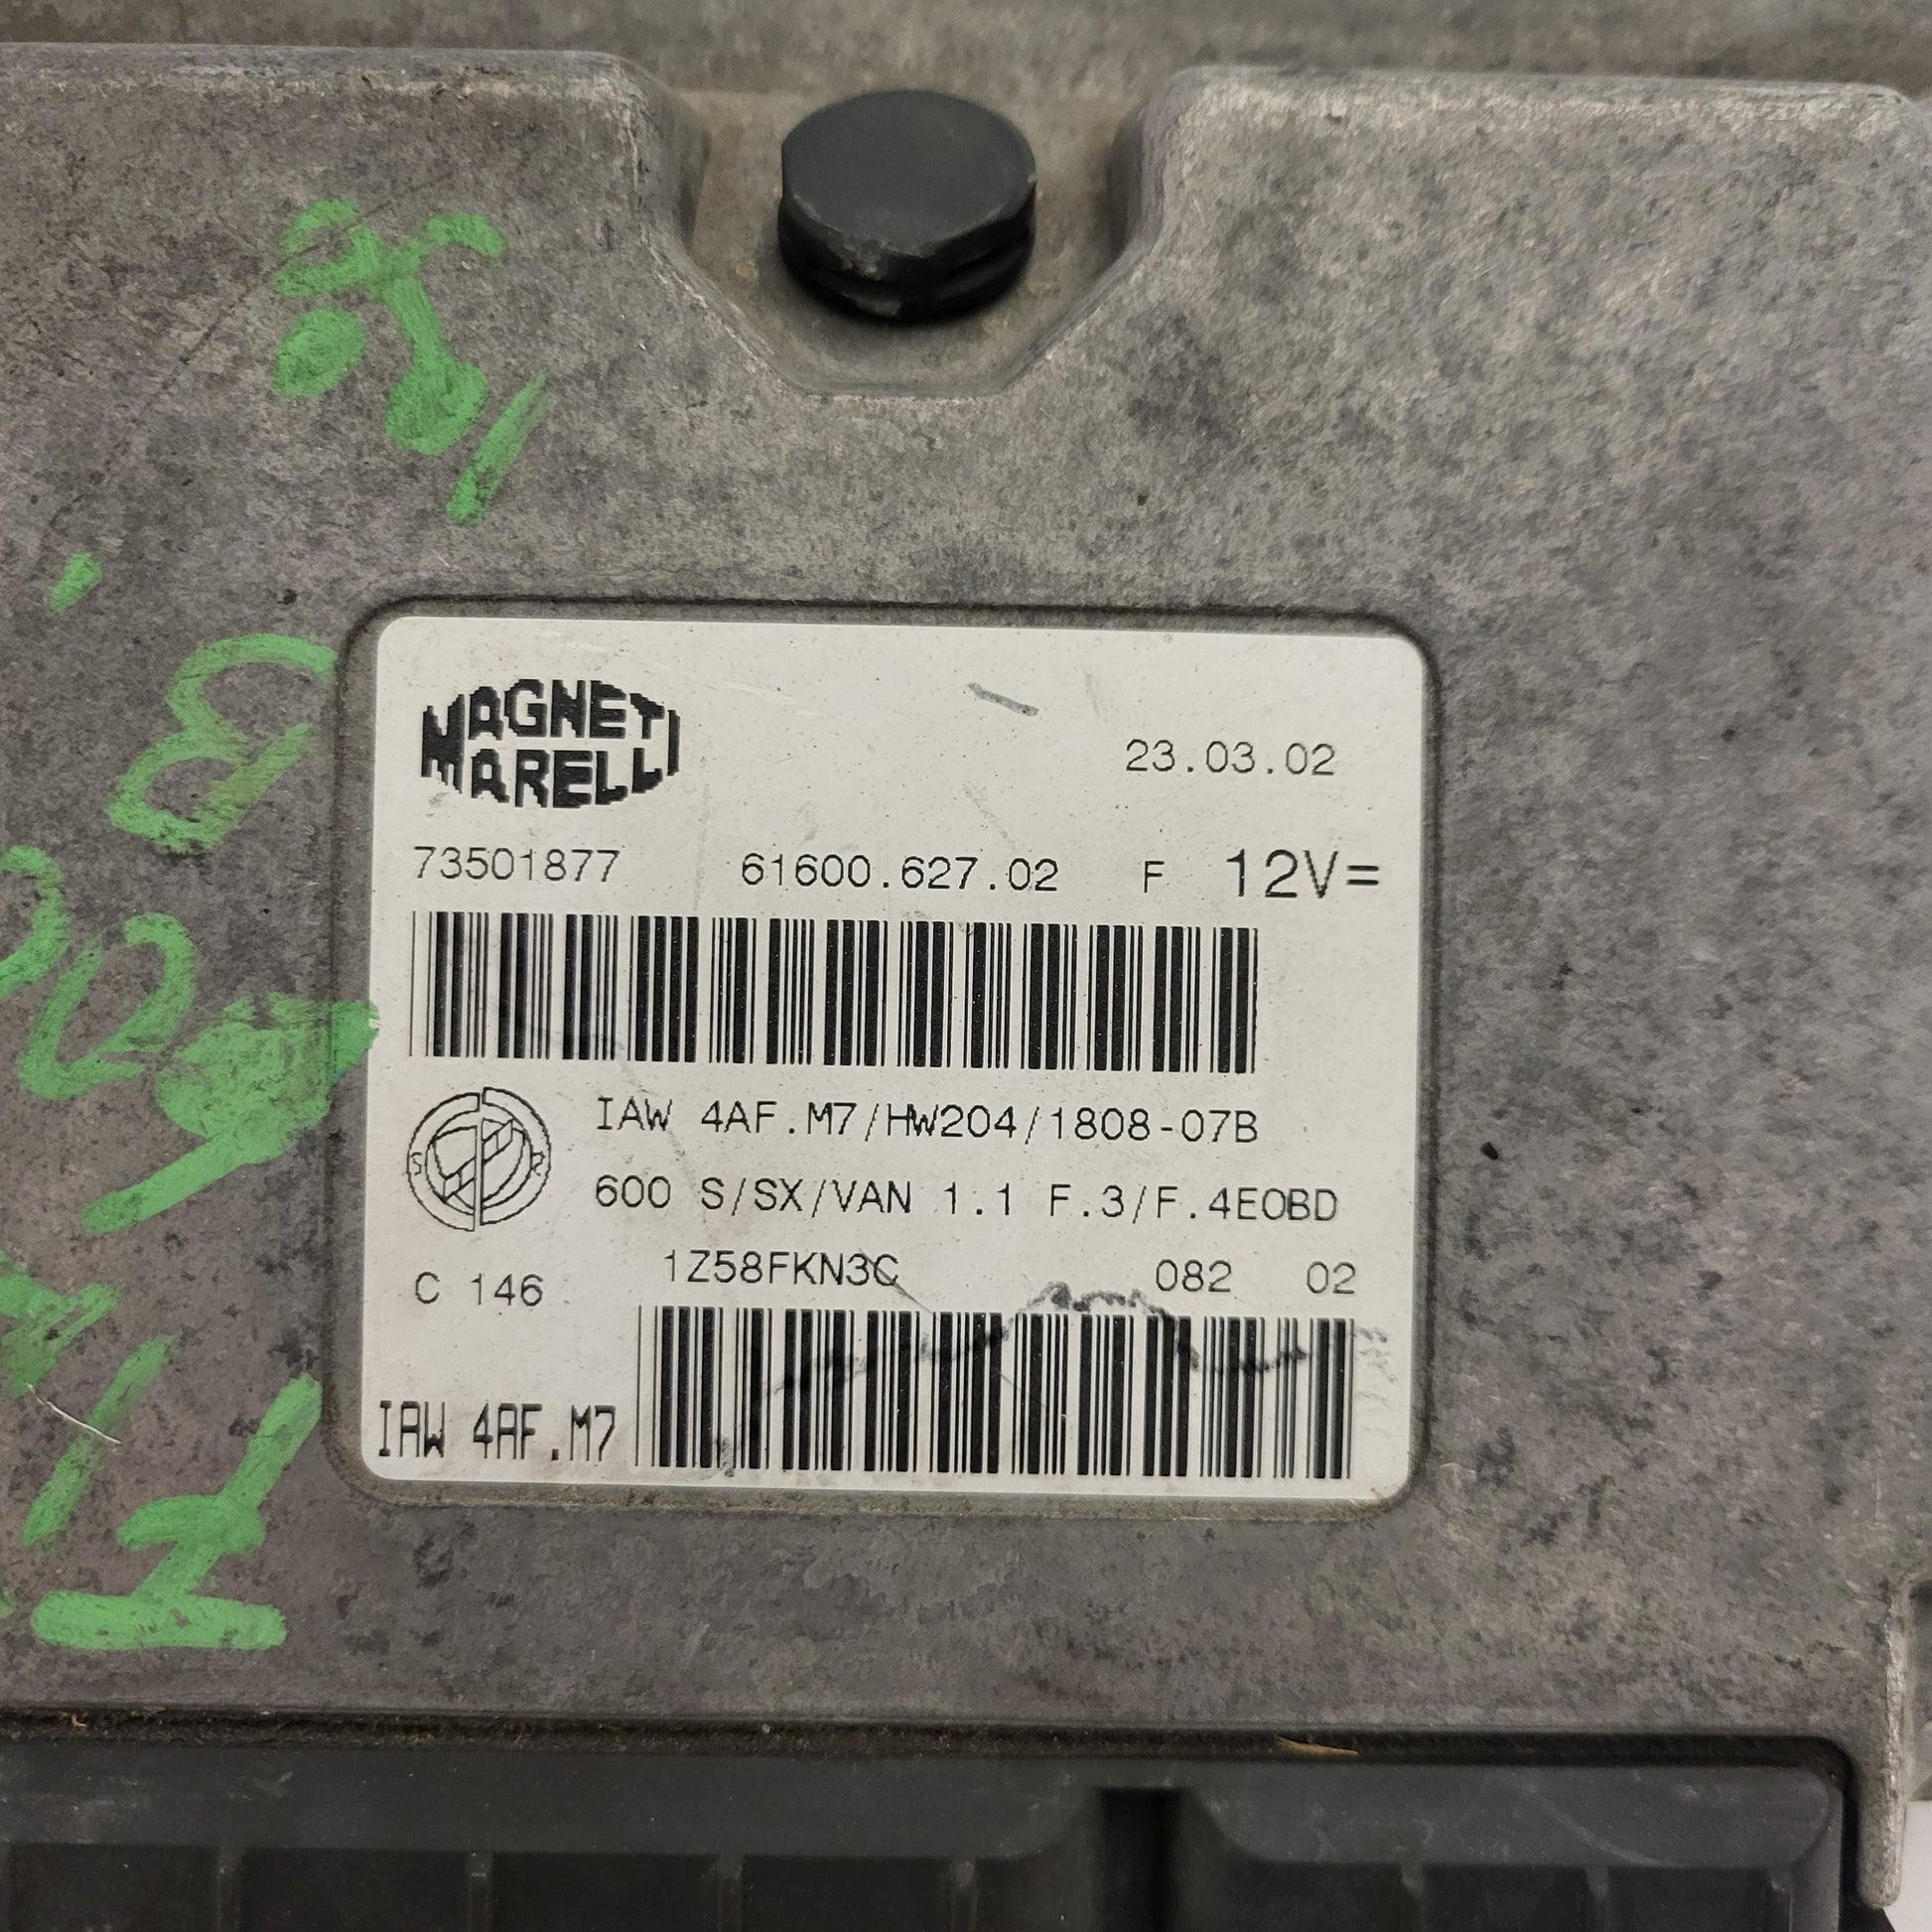 MAGNETI
MARELLI
23.03.02
73501877 61600.627.02 F 12V=
IAW 4AF.M7/HW204/1808-07B
S R
600 S/SX/VAN 1.1 F.3/F.4EOBD
C 146 1Z58FKN3C 082 02
IAW 4AF.M7